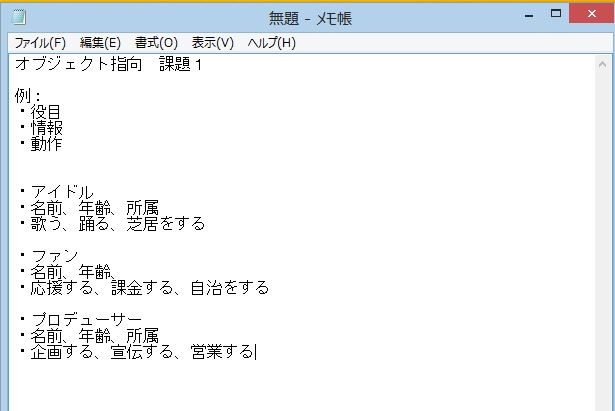 無題 - メモ帳
ファイル(F) 編集(E) 書式(O) 表示(V) ヘルプ(H)
オブジェクト指向　課題１
例：
・役目
・情報
・動作
・アイドル
・名前、年齢、所属
・歌う、踊る、芝居をする
・ファン
・名前、年齢、
・応援する、課金する、自治をする
・プロデューサー
・名前、年齢、所属
・企画する、宣伝する、営業する